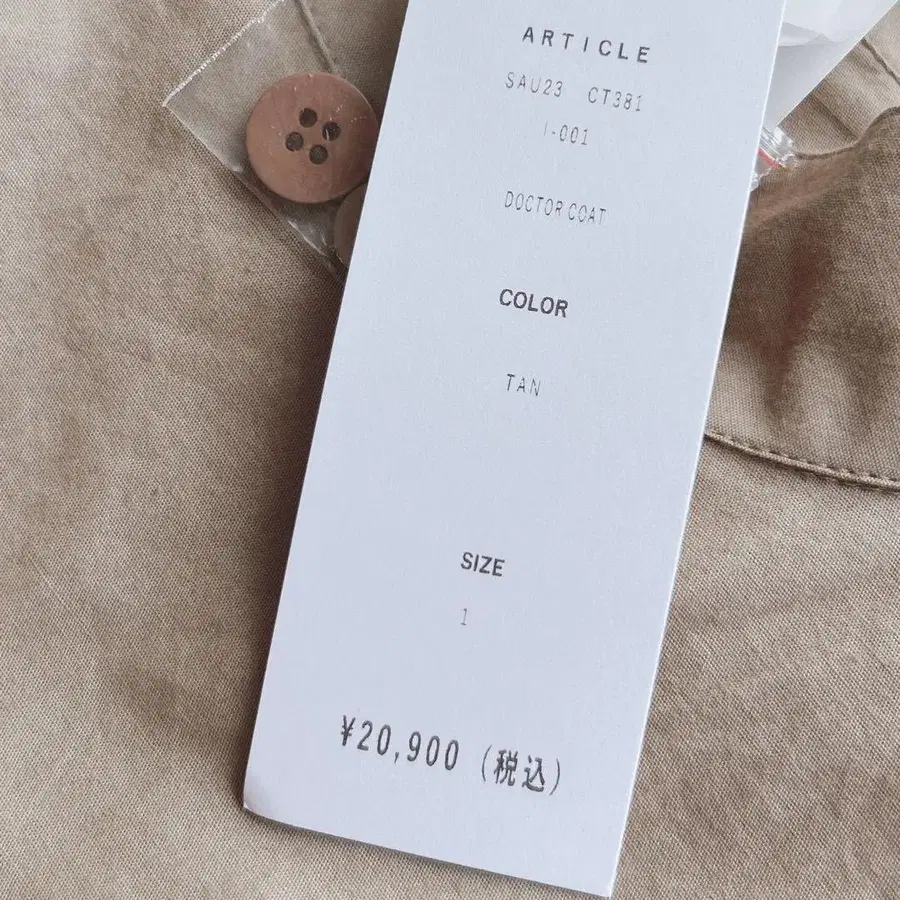 ARTICLE
SAU23 CT381
I-001
DOCTOR COAT
COLOR
TAN
SIZE
1
¥20,900 (税込)